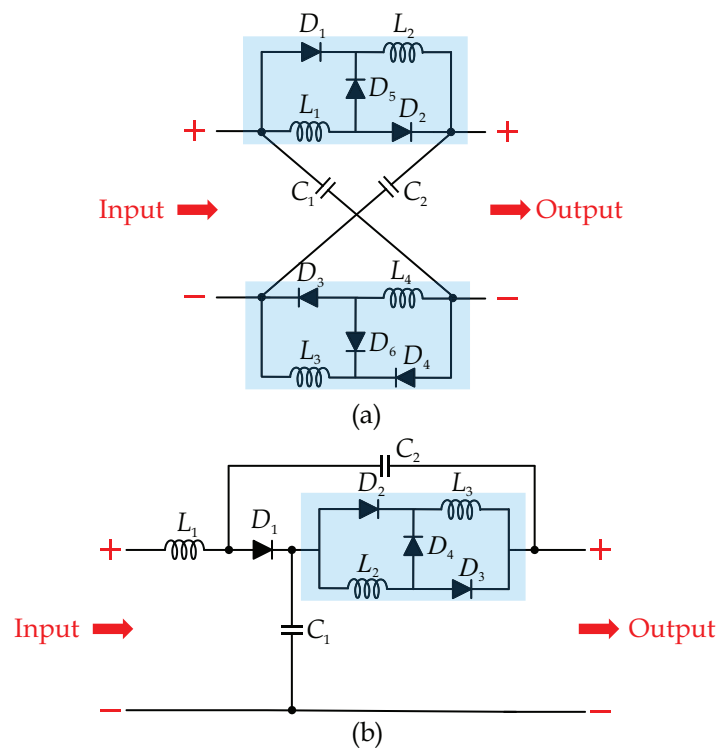 D1 L2
D5
L1 D2
+ +
C1 C2
Input Output
− −
D3 L4
D6
L3 D4
(a)
C2
D2 L3
L1 D1
+ +
D4
L2 D3
C1
Input Output
− −
(b)